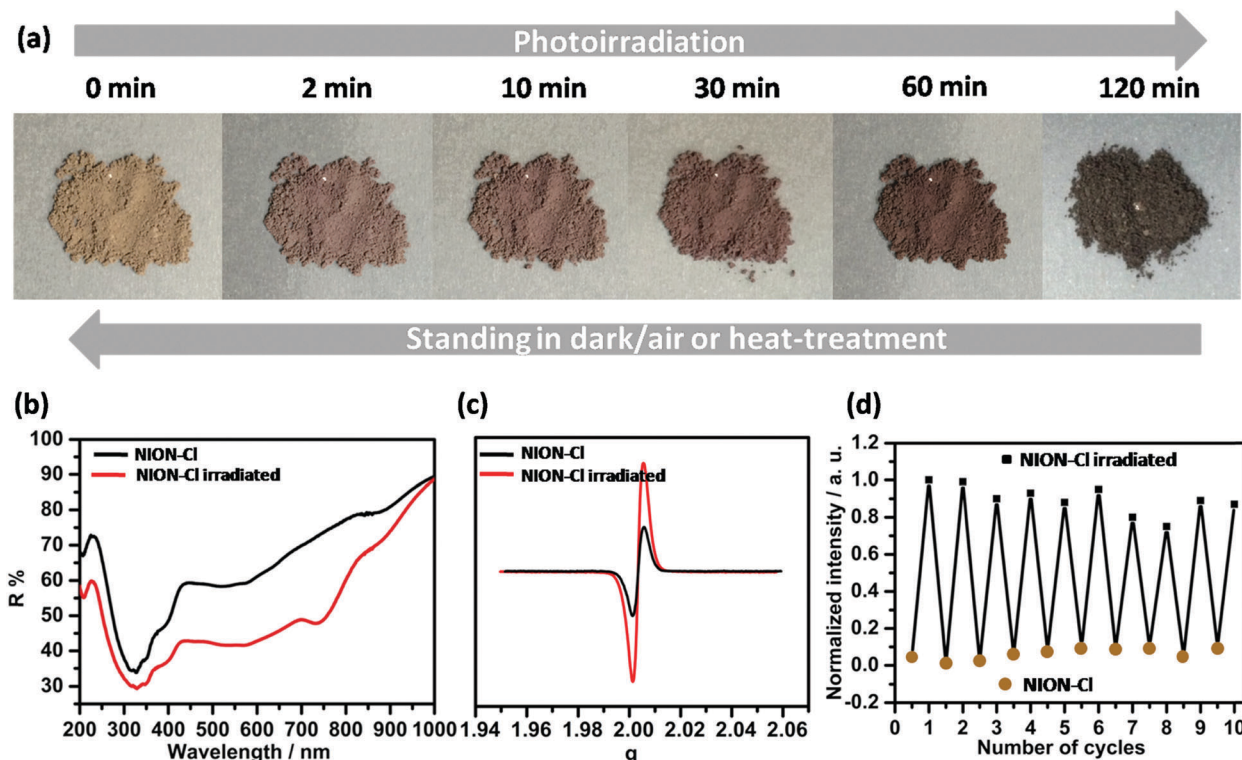 (a)
Photoirradiation
0 min 2 min 10 min 30 min 60 min 120 min
Standing in dark/air or heat-treatment
(b)
NION-Cl
NION-Cl irradiated
R %
100
90
80
70
60
50
40
30
200 300 400 500 600 700 800 900 1000
Wavelength / nm
(c)
NION-Cl
NION-Cl irradiated
1.94 1.96 1.98 2.00 2.02 2.04 2.06
g
(d)
NION-Cl irradiated
Normalized intensity / a. u.
1.2
1.0
0.8
0.6
0.4
0.2
0.0
-0.2
NION-Cl
0 1 2 3 4 5 6 7 8 9 10
Number of cycles